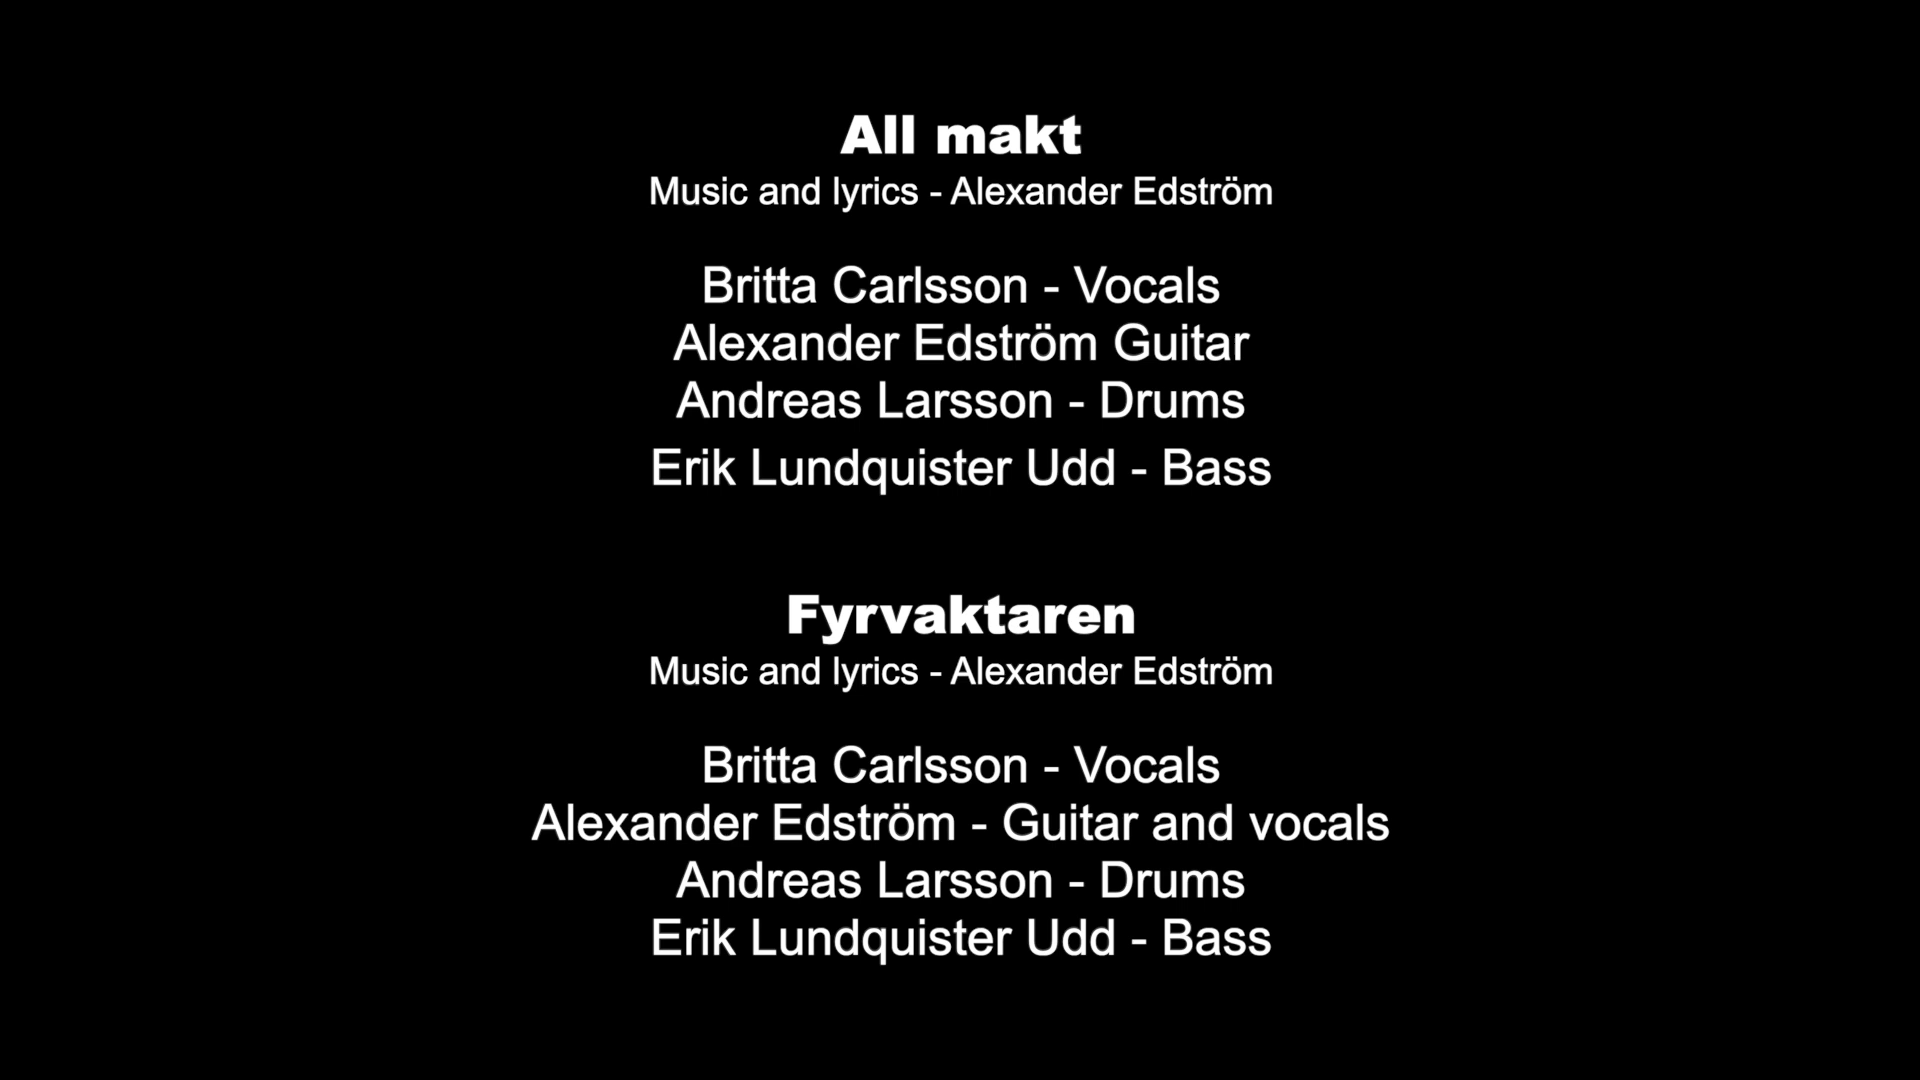 All makt
Music and lyrics - Alexander Edström
Britta Carlsson - Vocals
Alexander Edström Guitar
Andreas Larsson - Drums
Erik Lundquister Udd - Bass
Fyrvaktaren
Music and lyrics - Alexander Edström
Britta Carlsson - Vocals
Alexander Edström - Guitar and vocals
Andreas Larsson - Drums
Erik Lundquister Udd - Bass